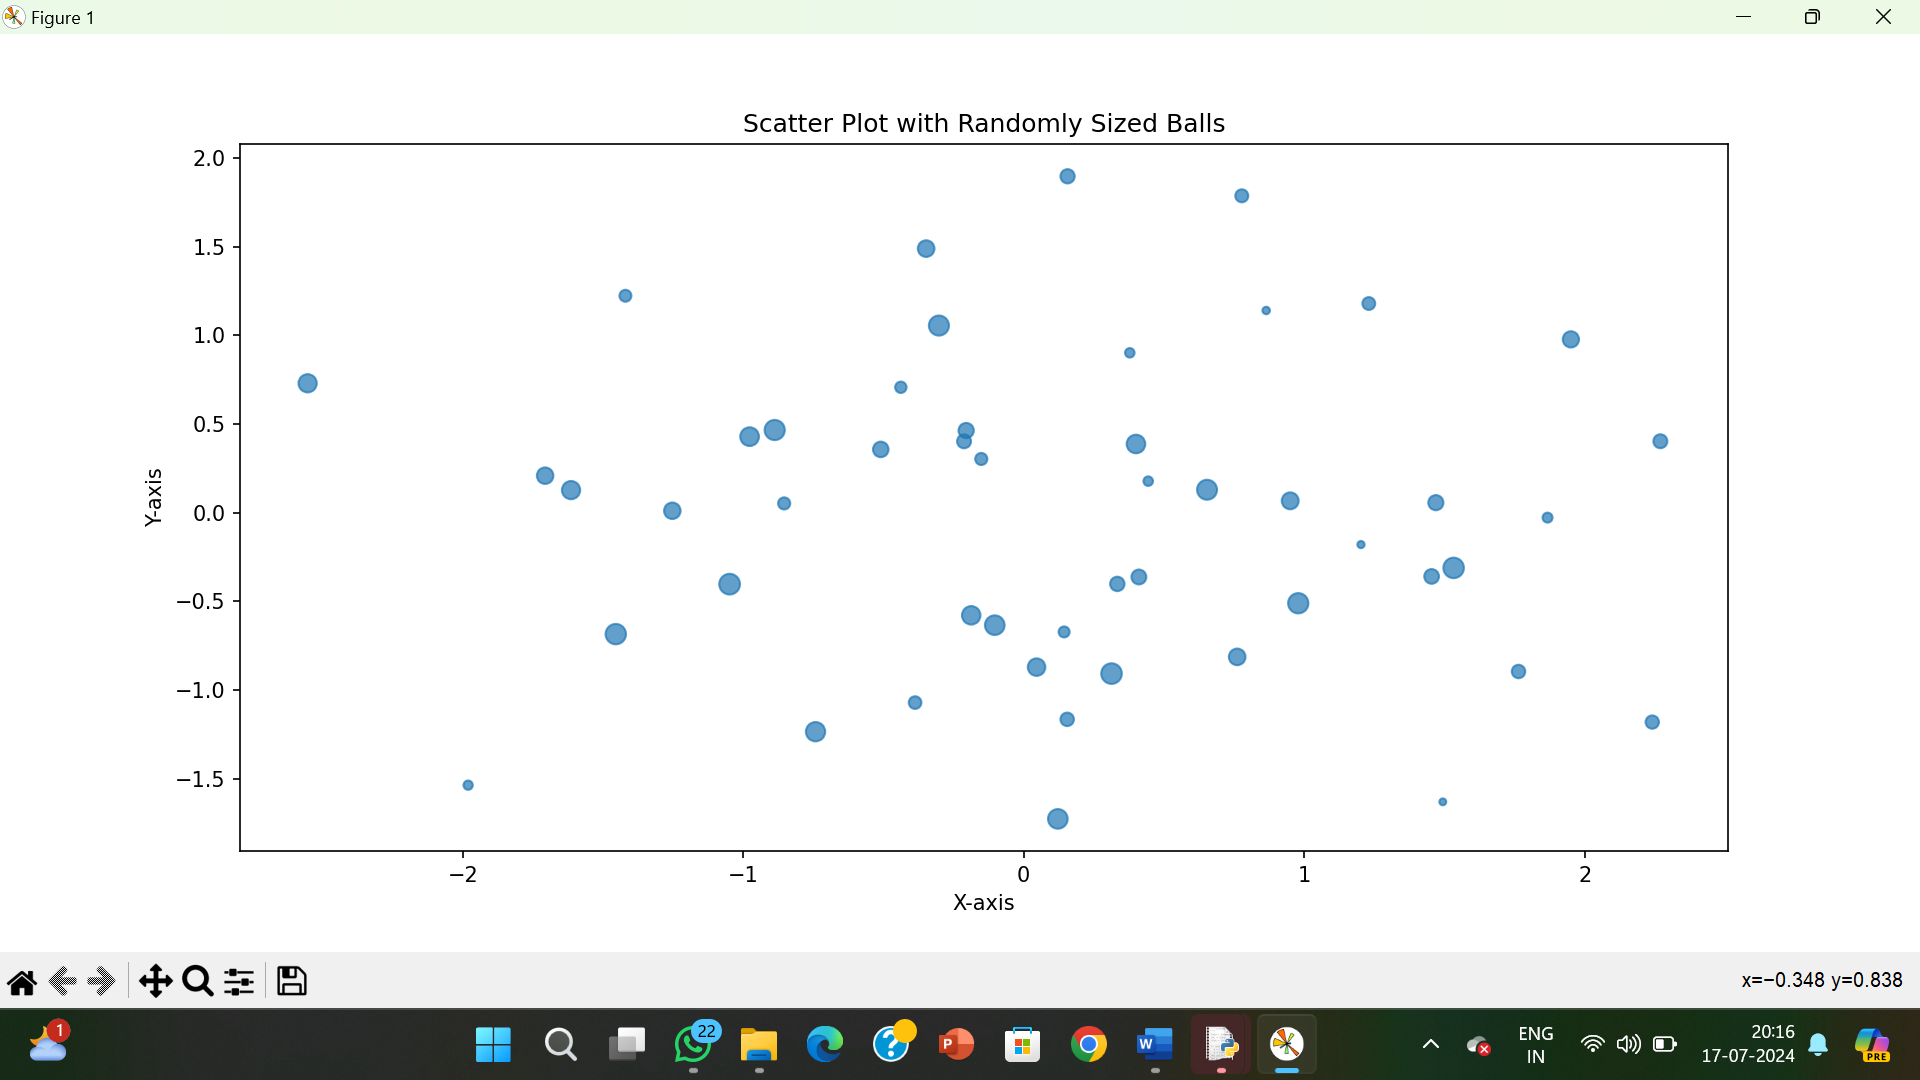 Figure 1
Scatter Plot with Randomly Sized Balls
2.0
1.5
1.0
0.5
0.0
−0.5
−1.0
−1.5
Y-axis
−2 −1 0 1 2
X-axis
x=−0.348 y=0.838
1
22
?
P
W
PRE
ENG
IN
20:16
17-07-2024